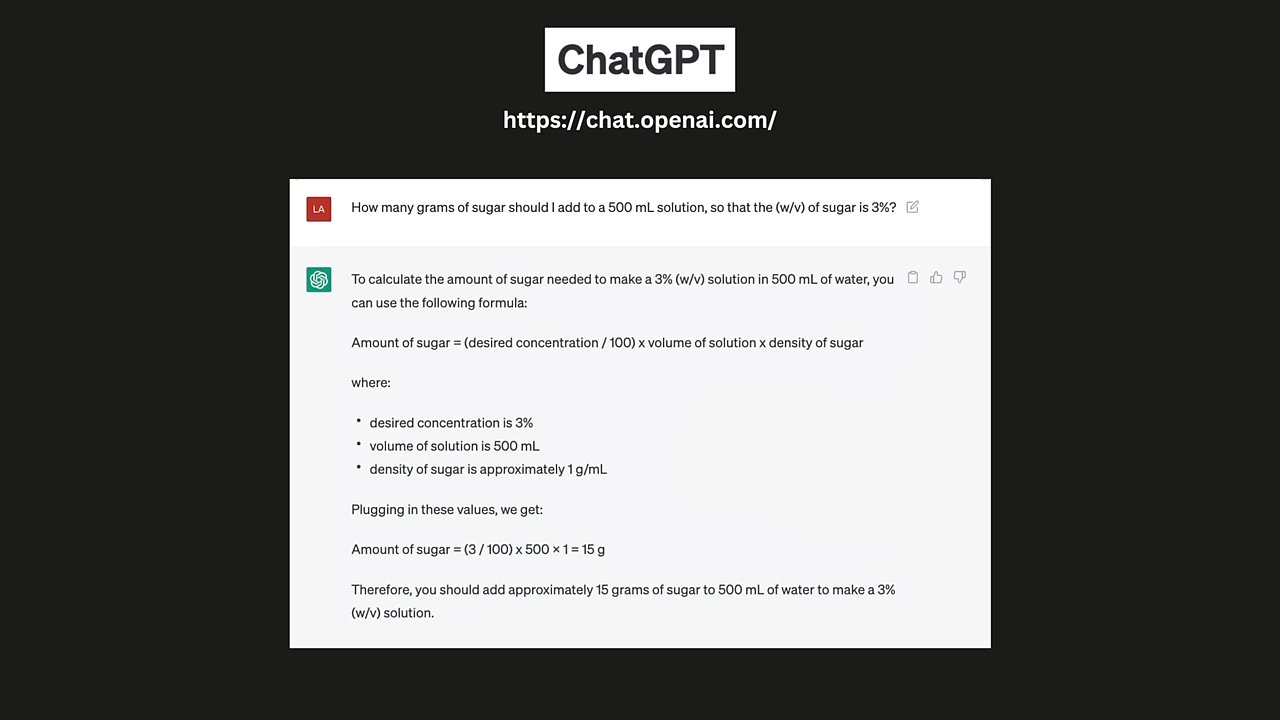 ChatGPT
https://chat.openai.com/
LA
How many grams of sugar should I add to a 500 mL solution, so that the (w/v) of sugar is 3%?
To calculate the amount of sugar needed to make a 3% (w/v) solution in 500 mL of water, you
can use the following formula:
Amount of sugar = (desired concentration / 100) x volume of solution x density of sugar
where:
• desired concentration is 3%
• volume of solution is 500 mL
• density of sugar is approximately 1 g/mL
Plugging in these values, we get:
Amount of sugar = (3 / 100) x 500 × 1 = 15 g
Therefore, you should add approximately 15 grams of sugar to 500 mL of water to make a 3%
(w/v) solution.